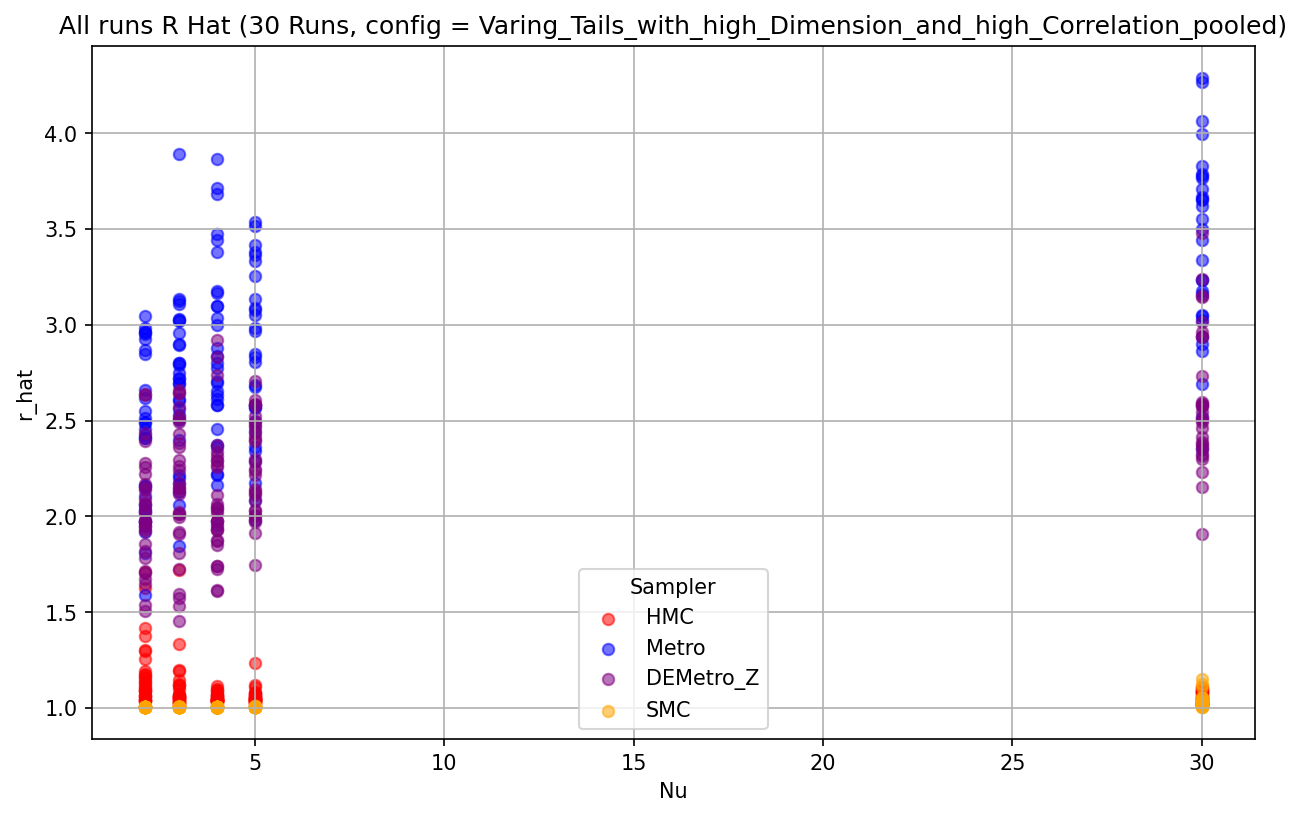 All runs R Hat (30 Runs, config = Varing_Tails_with_high_Dimension_and_high_Correlation_pooled)
4.0
3.5
3.0
2.5
2.0
1.5
1.0
r_hat
5
10
15
20
25
30
Nu
Sampler
HMC
Metro
DEMetro_Z
SMC